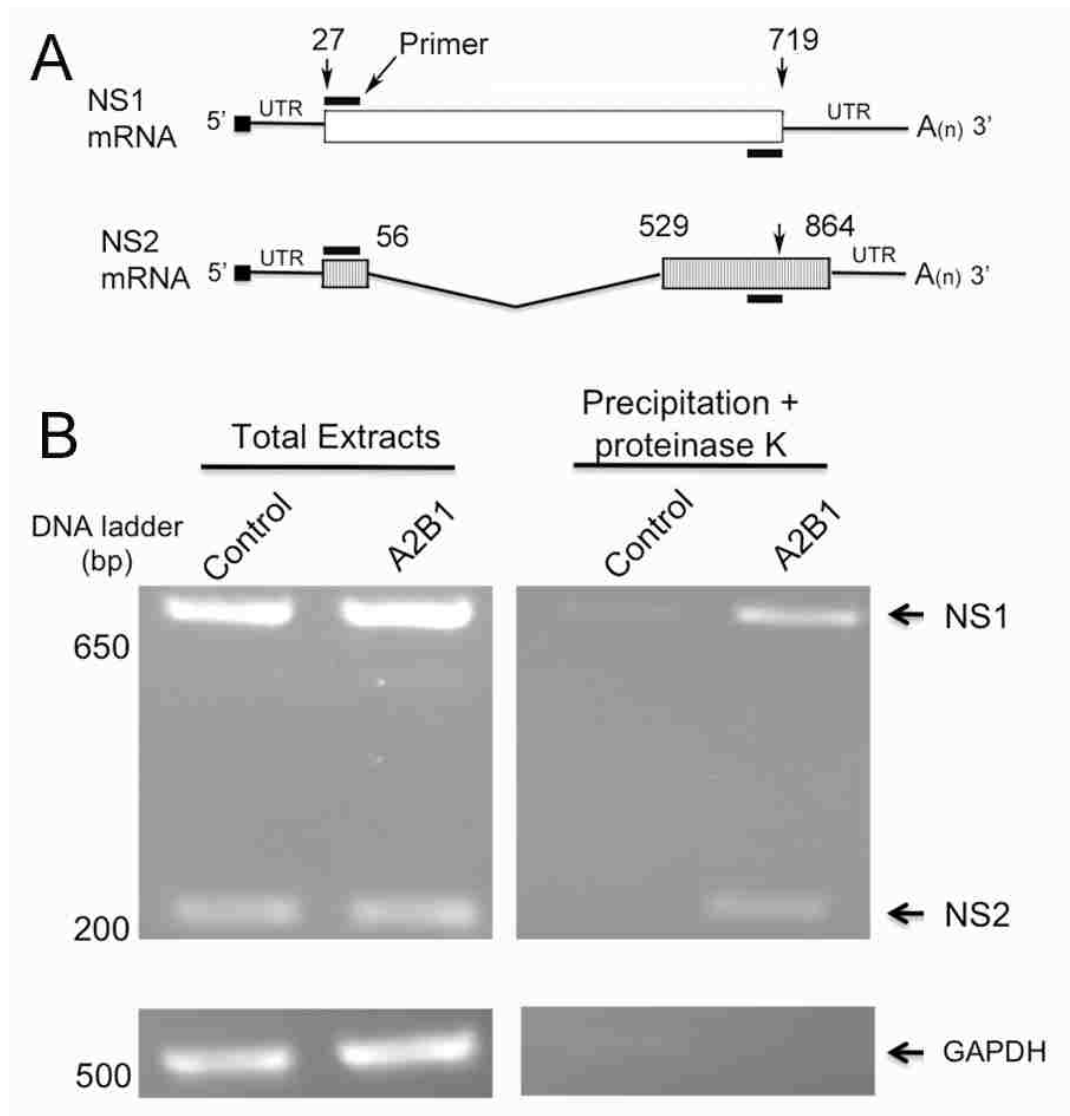 A
27
Primer
719
NS1
mRNA
5’
UTR
UTR
A(n) 3’
NS2
mRNA
5’
UTR
56
529
864
UTR
A(n) 3’
B
Total Extracts
Precipitation +
proteinase K
DNA ladder
(bp)
Control
A2B1
Control
A2B1
650
NS1
200
NS2
500
GAPDH